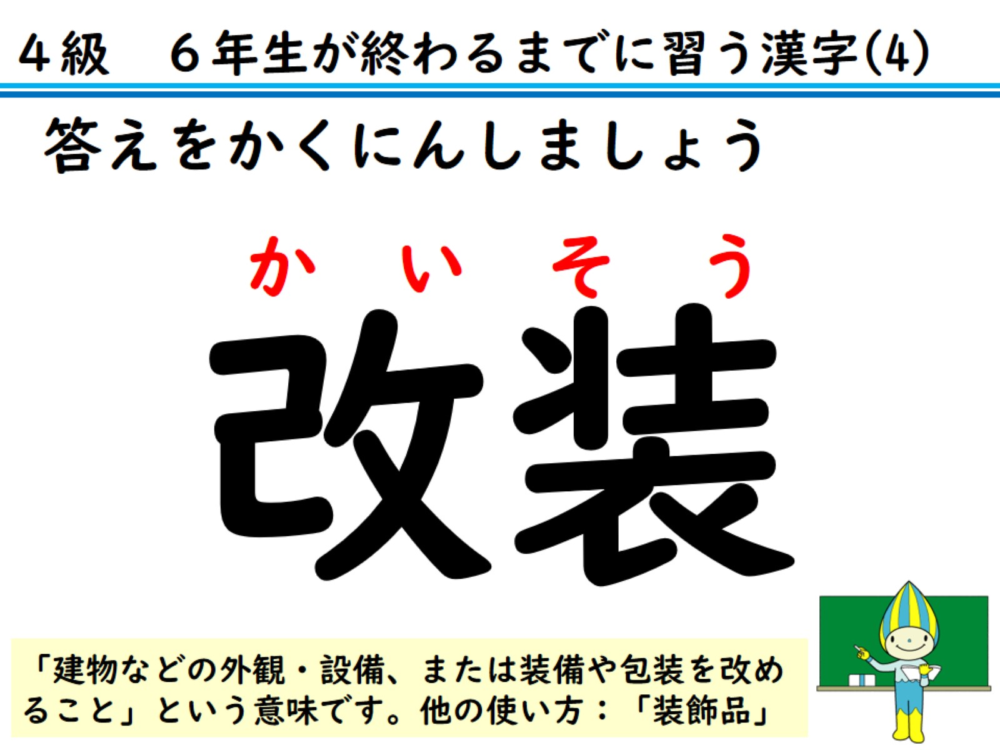 ４級　６年生が終わるまでに習う漢字(4)
答えをかくにんしましょう
かいそう
改装
「建物などの外観・設備、または装備や包装を改め
ること」という意味です。他の使い方：「装飾品」